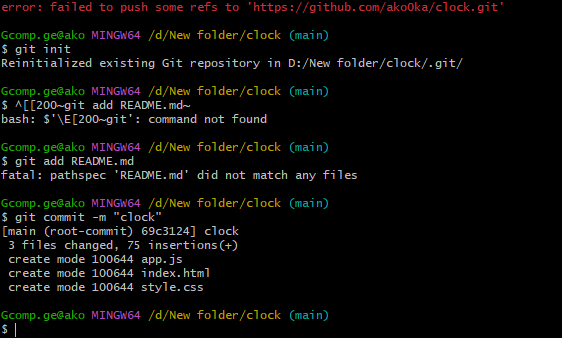 error: failed to push some refs to 'https://github.com/ako0ka/clock.git'
Gcomp.ge@ako MINGW64 /d/New folder/clock (main)
$ git init
Reinitialized existing Git repository in D:/New folder/clock/.git/
Gcomp.ge@ako MINGW64 /d/New folder/clock (main)
$ ^[[200~git add README.md~
bash: $'\E[200~git': command not found
Gcomp.ge@ako MINGW64 /d/New folder/clock (main)
$ git add README.md
fatal: pathspec 'README.md' did not match any files
Gcomp.ge@ako MINGW64 /d/New folder/clock (main)
$ git commit -m "clock"
[main (root-commit) 69c3124] clock
3 files changed, 75 insertions(+)
create mode 100644 app.js
create mode 100644 index.html
create mode 100644 style.css
Gcomp.ge@ako MINGW64 /d/New folder/clock (main)
$